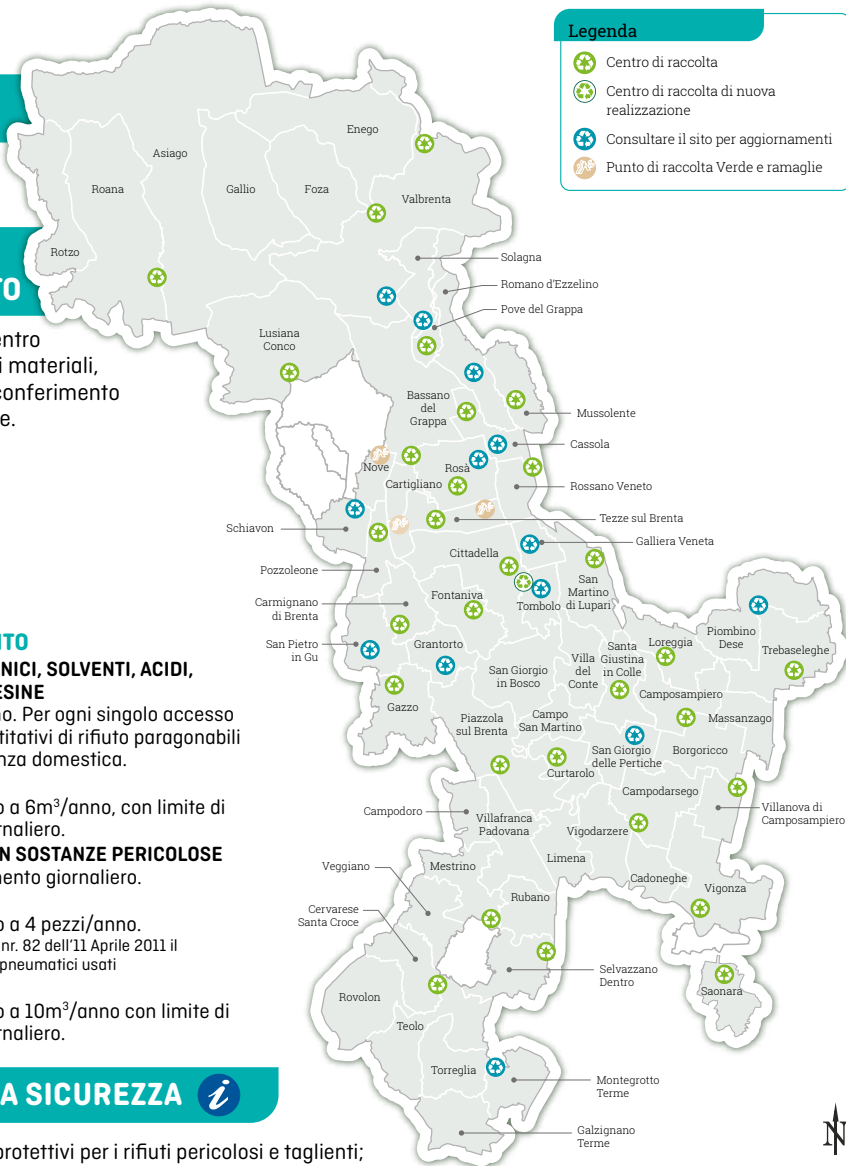 Legenda
Centro di raccolta
Centro di raccolta di nuova
realizzazione
Consultare il sito per aggiornamenti
Punto di raccolta Verde e ramaglie
Enego
Asiago
Roana
Gallio
Foza
Valbrenta
Rotzo
Solagna
Romano d'Ezzelino
Pove del Grappa
Lusiana
Conco
Bassano
del
Grappa
Mussolente
Cassola
Nove
Rosà
Cartigliano
Rossano Veneto
Schiavon
Tezze sul Brenta
Galliera Veneta
Cittadella
Pozzoleone
San
Martino
di Lupari
Fontaniva
Tombolo
Carmignano
di Brenta
San Pietro
in Gu
Grantorto
San Giorgio
in Bosco
Villa
del
Conte
Santa
Giustina
in Colle
Loreggia
Piombino
Dese
Trebaseleghe
Gazzo
Camposampiero
Massanzago
Piazzola
sul Brenta
Campo
San Martino
San Giorgio
delle Pertiche
Borgoricco
Curtarolo
Campodarsego
Villanova di
Camposampiero
Campodoro
Villafranca
Padovana
Vigodarzere
Limena
Mestrino
Veggiano
Cadoneghe
Vigonza
Rubano
Cervarese
Santa Croce
Selvazzano
Dentro
Saonara
Rovolon
Teolo
Torreglia
Montegrotto
Terme
Galzignano
Terme
N
TO
entro
i materiali,
conferimento
e.
ITO
NICI, SOLVENTI, ACIDI,
ESINE
no. Per ogni singolo accesso
titativi di rifiuto paragonabili
nza domestica.
o a 6m³/anno, con limite di
rnaliero.
N SOSTANZE PERICOLOSE
mento giornaliero.
o a 4 pezzi/anno.
nr. 82 dell'11 Aprile 2011 il
pneumatici usati
o a 10m³/anno con limite di
rnaliero.
A SICUREZZA i
protettivi per i rifiuti pericolosi e taglienti;